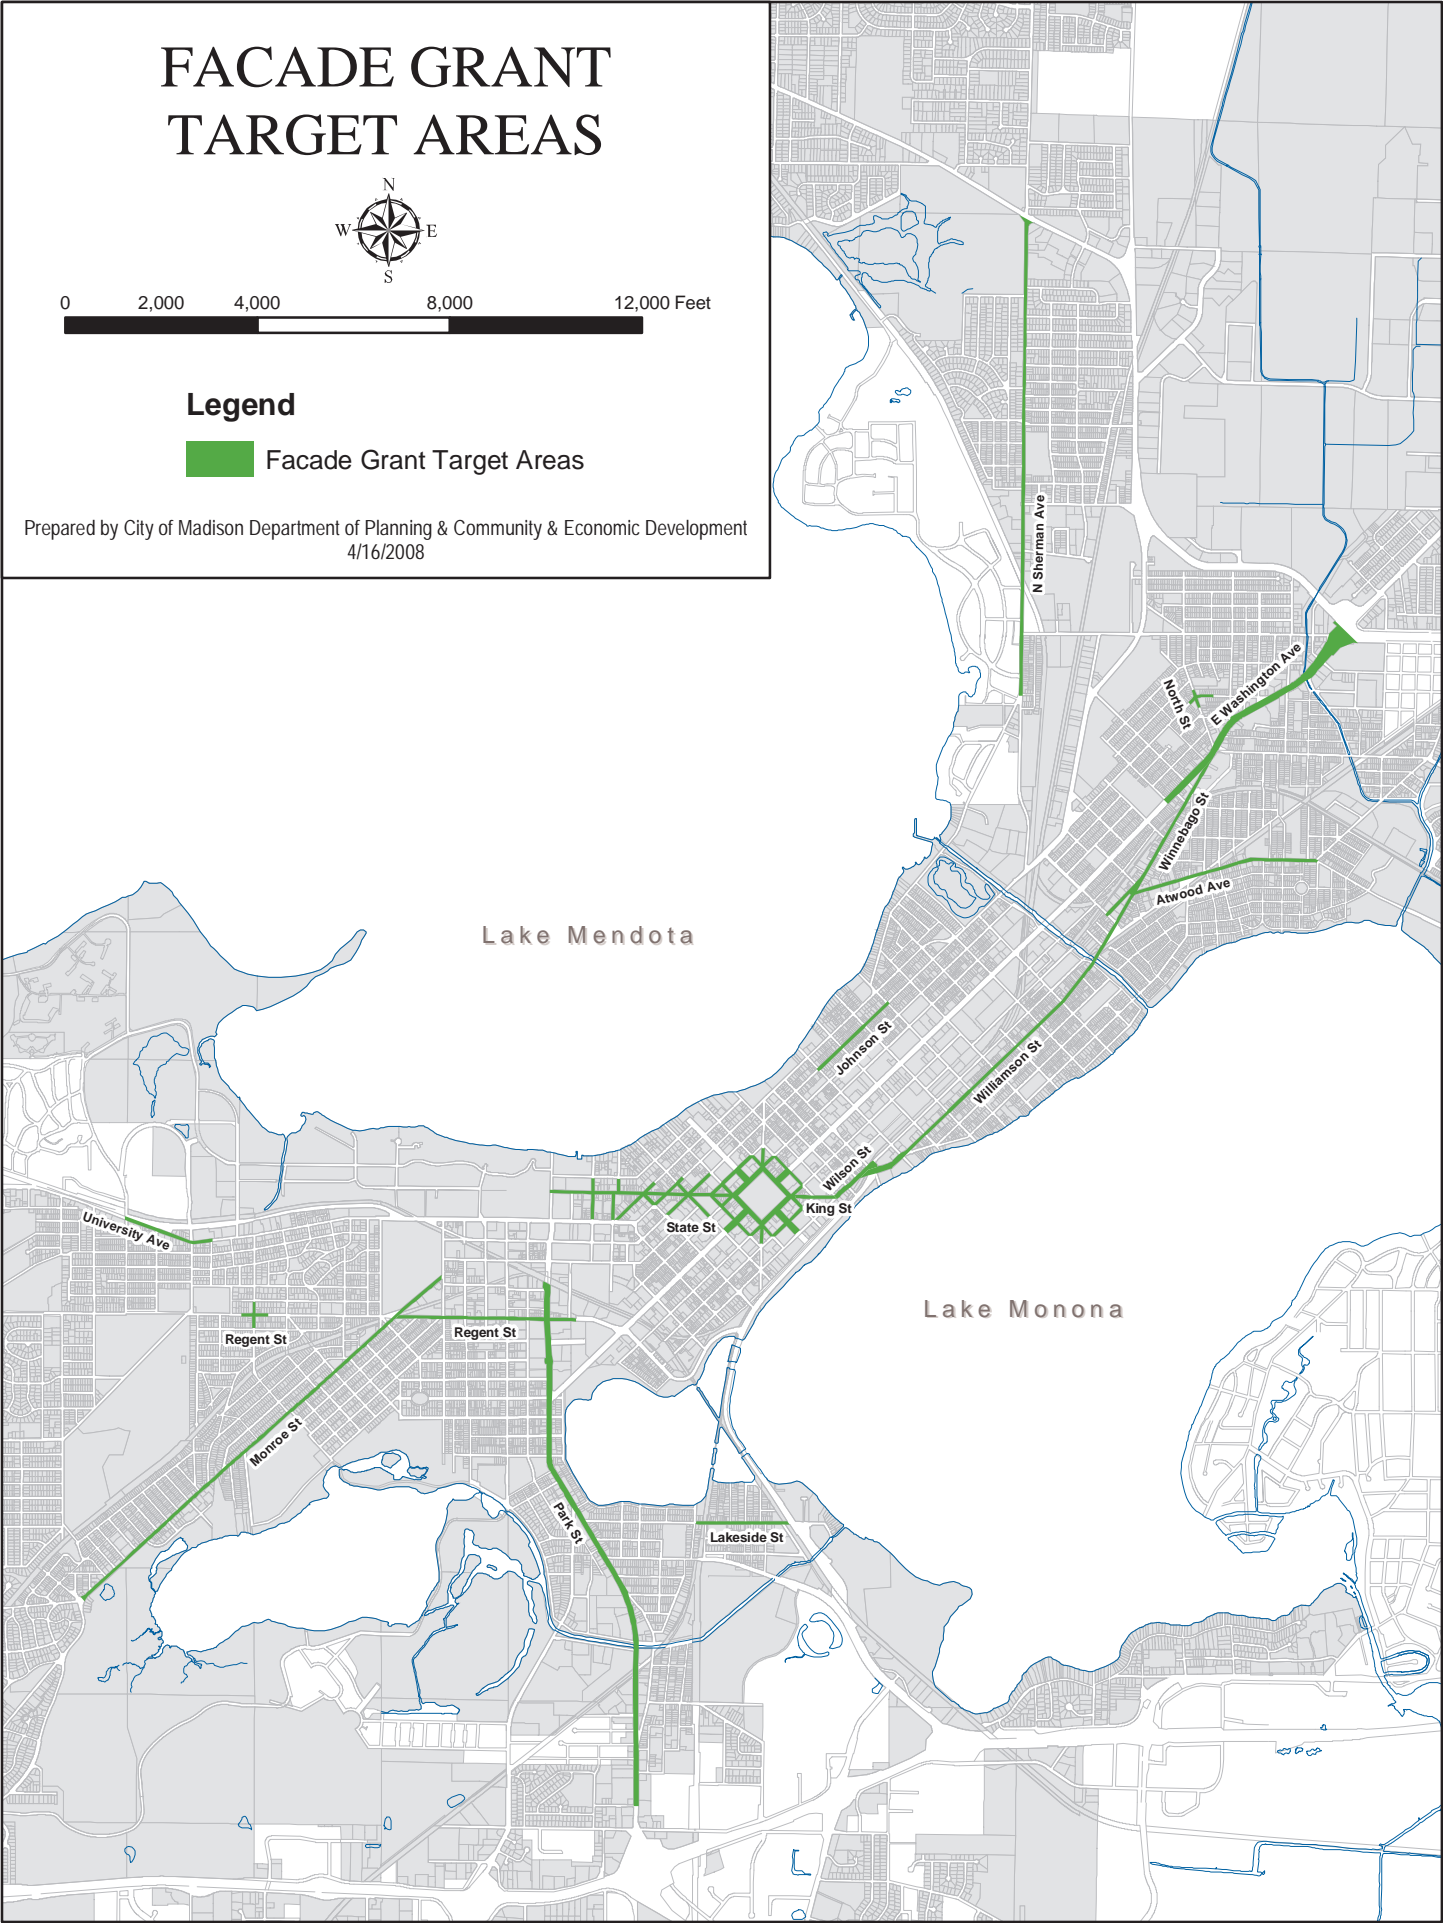 FACADE GRANT
TARGET AREAS
N
W E
S
0 2,000 4,000 8,000 12,000 Feet
Legend
Facade Grant Target Areas
Prepared by City of Madison Department of Planning & Community & Economic Development
4/16/2008
N Sherman Ave
E Washington Ave
North St
Winnebago St
Atwood Ave
Lake Mendota
Johnson St
Williamson St
Wilson St
King St
State St
University Ave
Lake Monona
Regent St
Regent St
Monroe St
Park St
Lakeside St